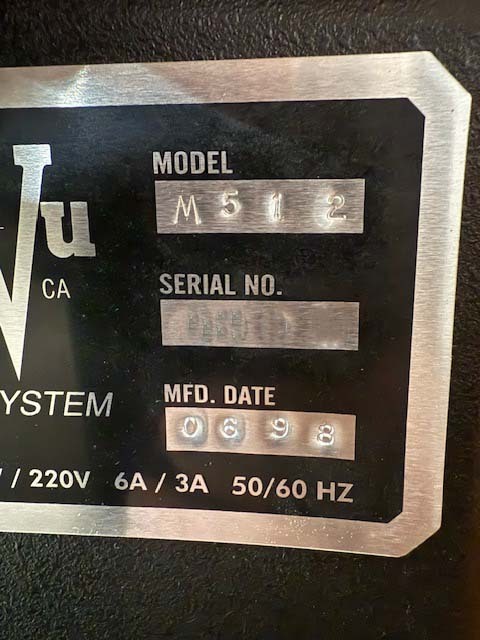 MODEL
M512
Vu
CA
SERIAL NO.
YSTEM
MFD. DATE
0698
/ 220V 6A / 3A 50/60 HZ